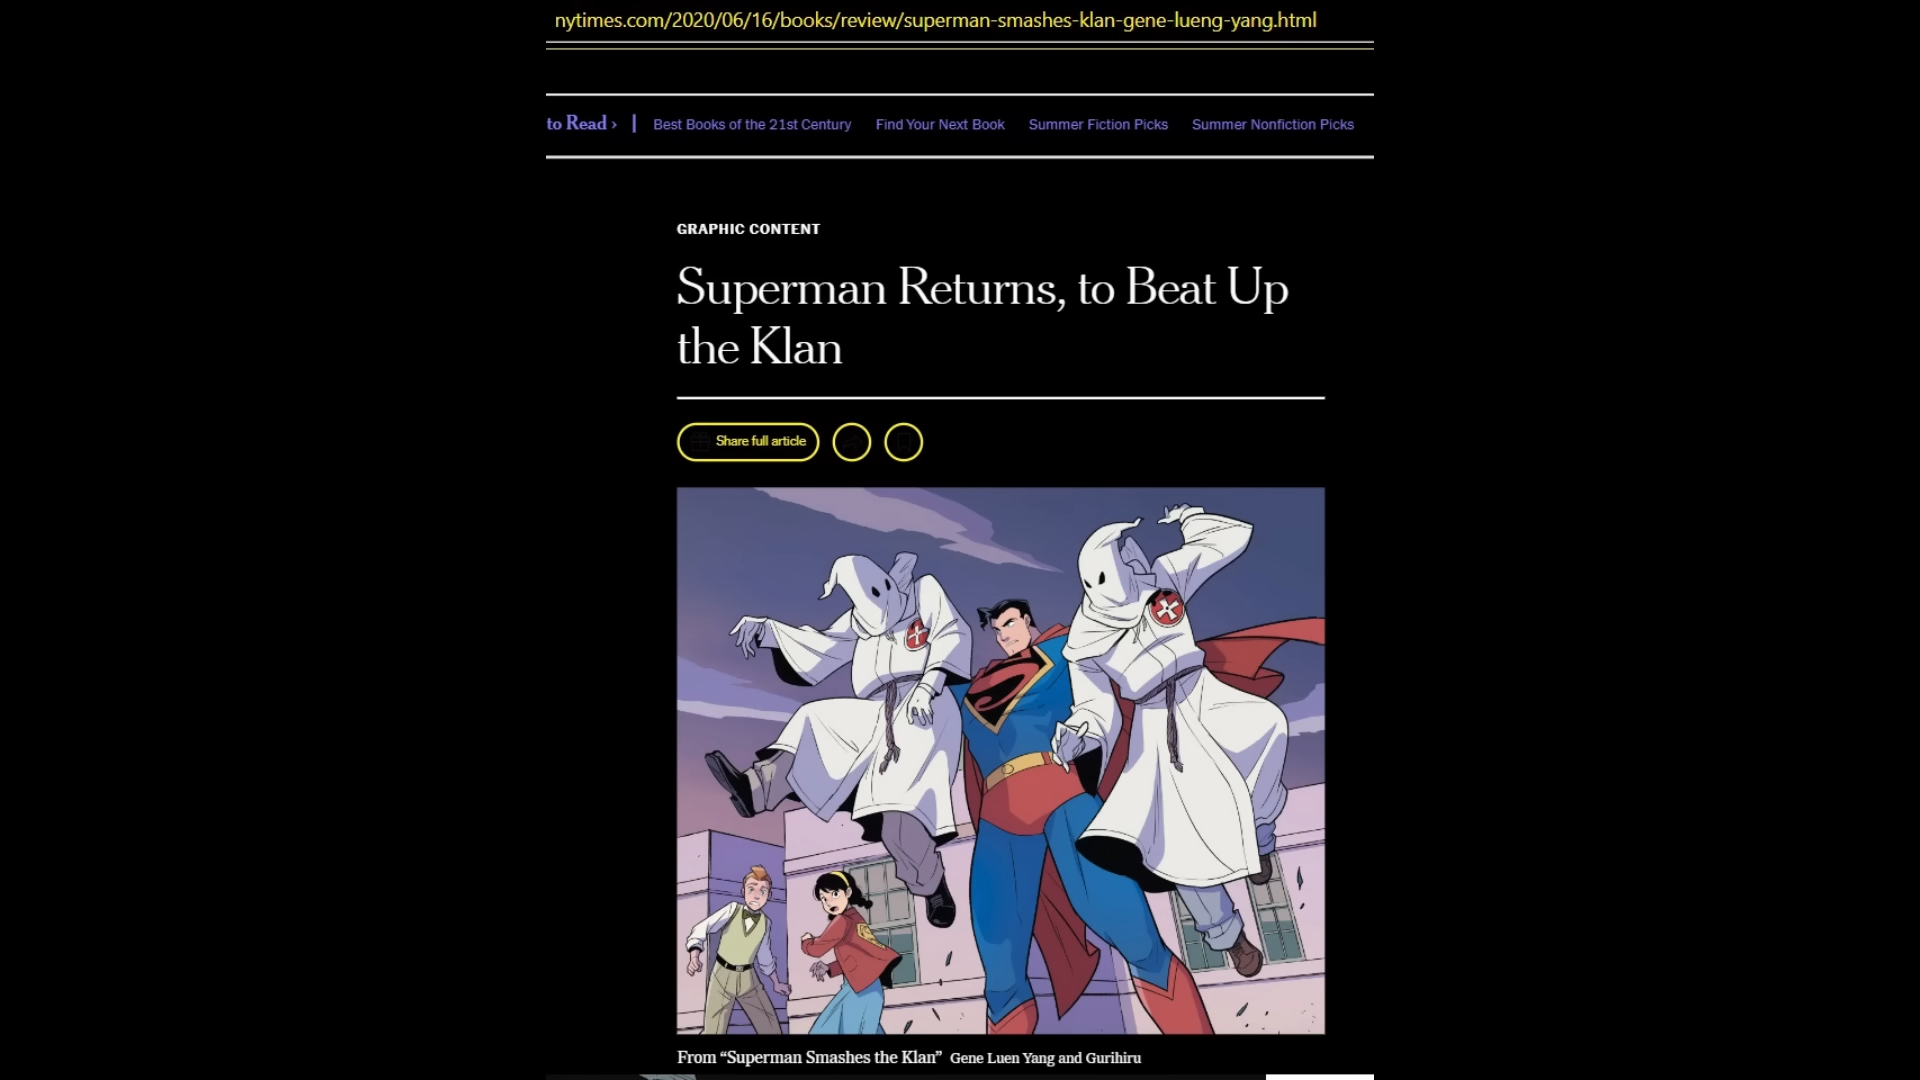 nytimes.com/2020/06/16/books/review/superman-smashes-klan-gene-lueng-yang.html
to Read › | Best Books of the 21st Century Find Your Next Book Summer Fiction Picks Summer Nonfiction Picks
GRAPHIC CONTENT
Superman Returns, to Beat Up
the Klan
Share full article
From “Superman Smashes the Klan” Gene Luen Yang and Gurihiru